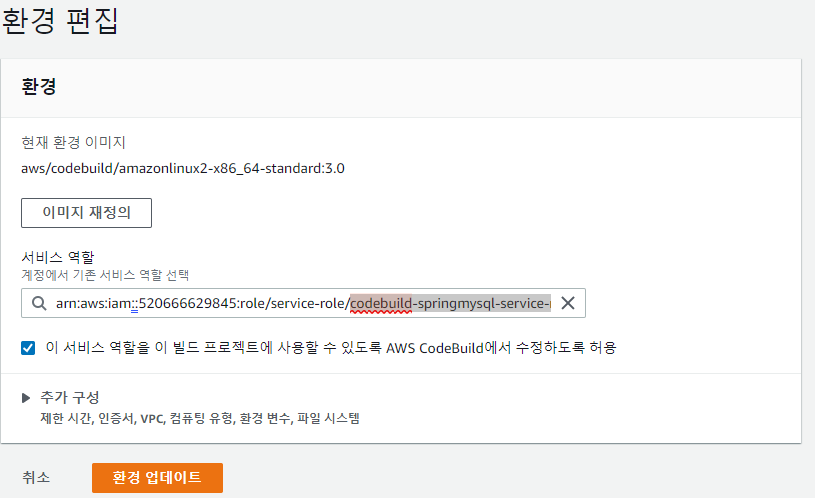 환경 편집
환경
현재 환경 이미지
aws/codebuild/amazonlinux2-x86_64-standard:3.0
이미지 재정의
서비스 역할
계정에서 기존 서비스 역할 선택
arn:aws:iam::520666629845:role/service-role/codebuild-springmysql-service-
이 서비스 역할을 이 빌드 프로젝트에 사용할 수 있도록 AWS CodeBuild에서 수정하도록 허용
추가 구성
제한 시간, 인증서, VPC, 컴퓨팅 유형, 환경 변수, 파일 시스템
취소 환경 업데이트